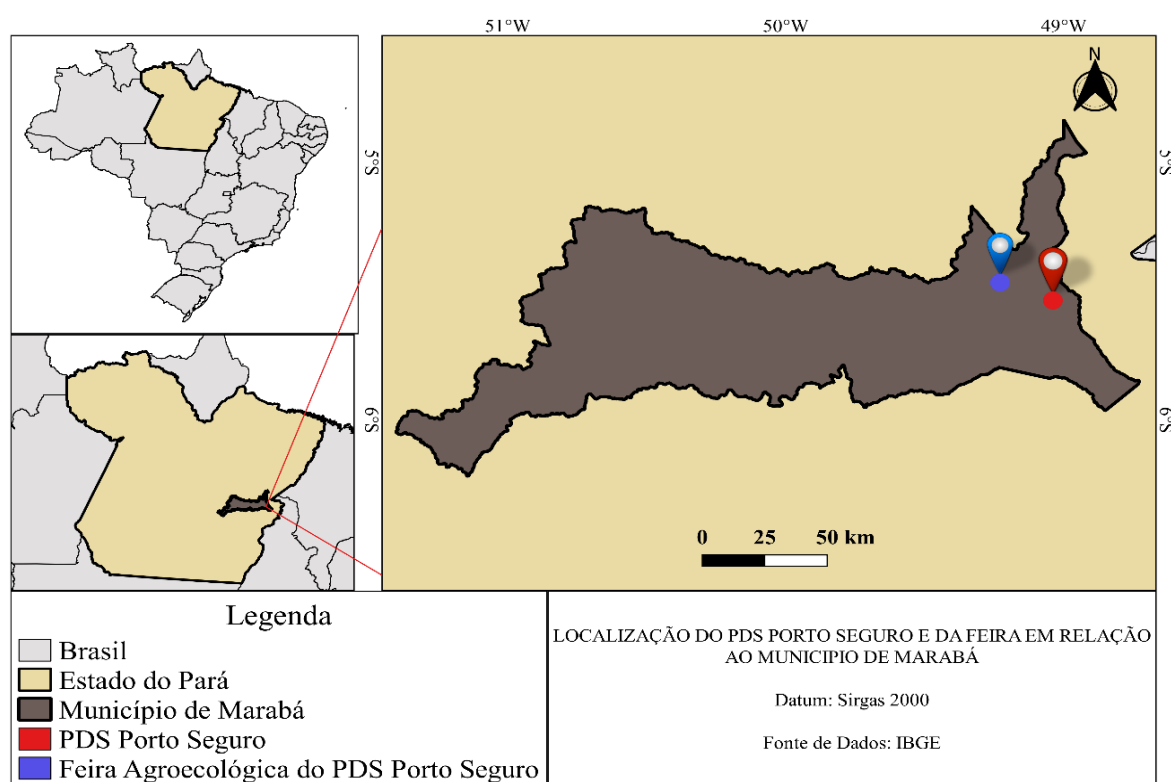 51°W 50°W 49°W
N
5°S 5°S
6°S 6°S
0 25 50 km
Legenda
Brasil
Estado do Pará
Município de Marabá
PDS Porto Seguro
Feira Agroecológica do PDS Porto Seguro
LOCALIZAÇÃO DO PDS PORTO SEGURO E DA FEIRA EM RELAÇÃO
AO MUNICIPIO DE MARABÁ
Datum: Sirgas 2000
Fonte de Dados: IBGE